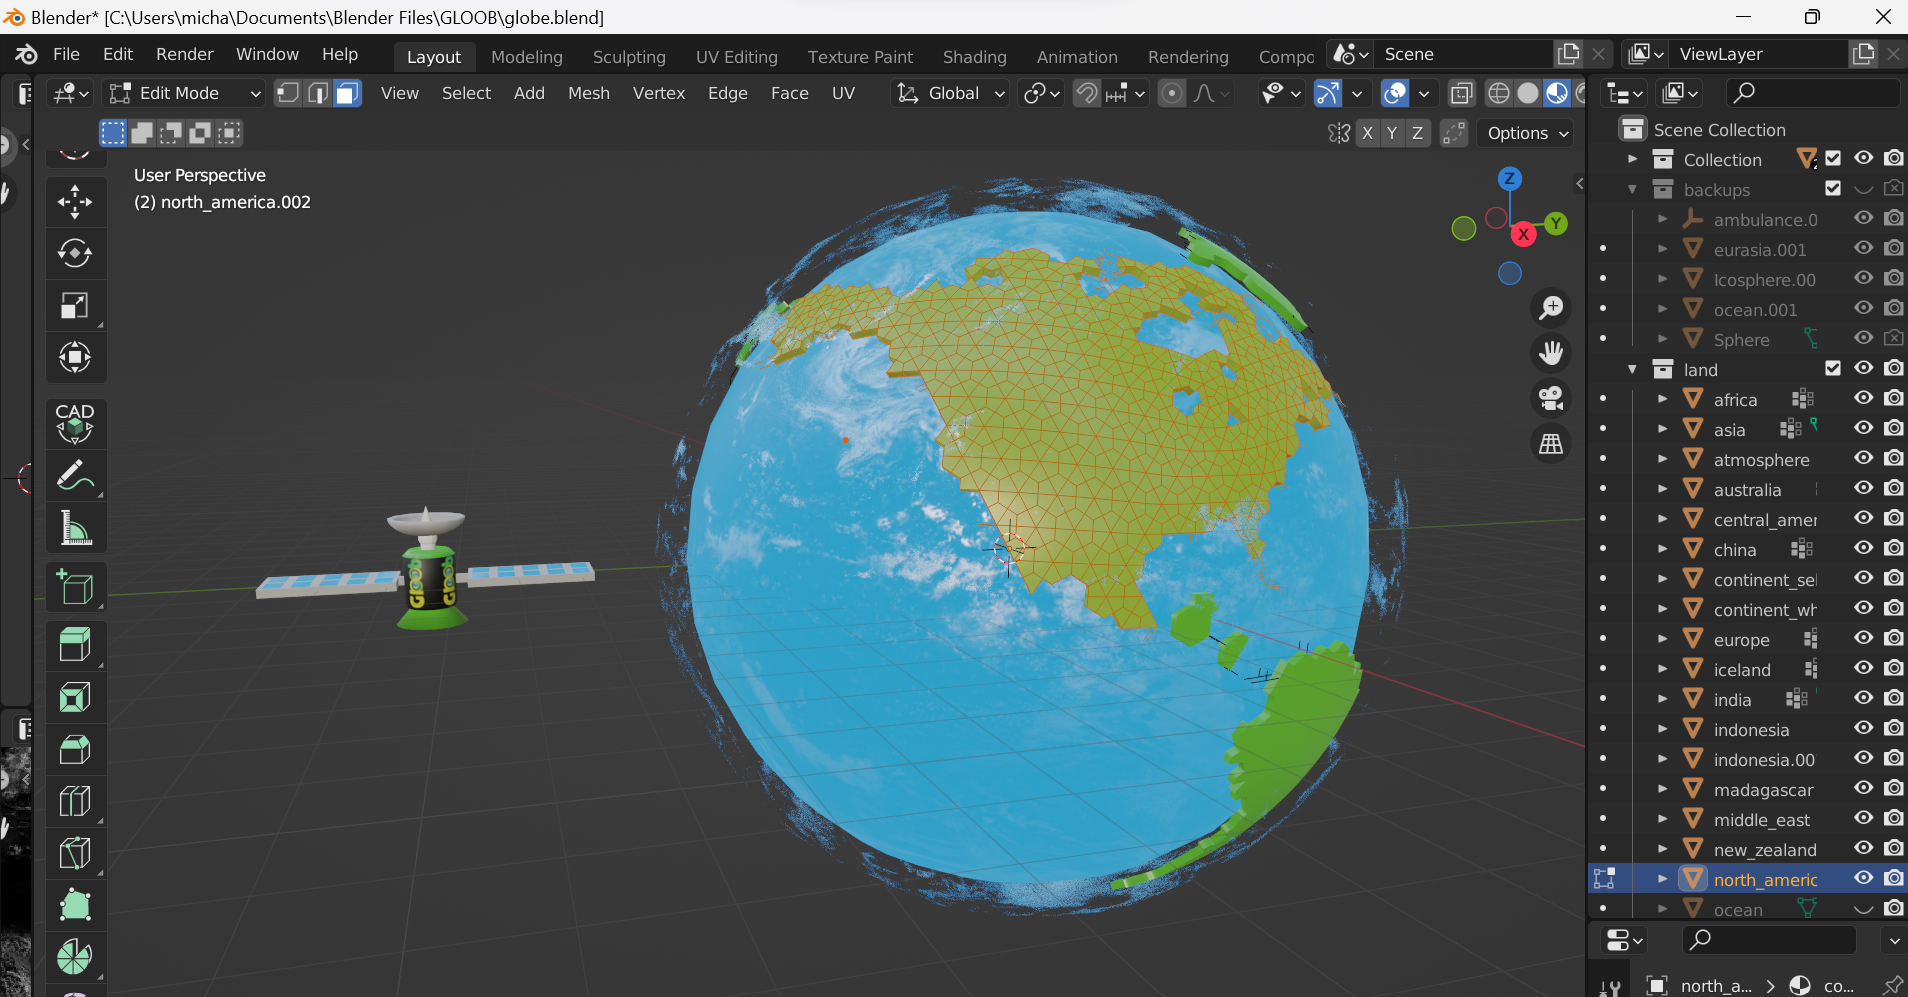 Blender* [C:\Users\micha\Documents\Blender Files\GLOOB\globe.blend]
File Edit Render Window Help Layout Modeling Sculpting UV Editing Texture Paint Shading Animation Rendering Compo Scene ViewLayer
Edit Mode View Select Add Mesh Vertex Edge Face UV Global
X Y Z Options
User Perspective
(2) north_america.002
Z
Y
X
CAD
GLOOB GLOOB
Scene Collection
Collection
backups
ambulance.0
eurasia.001
Icosphere.00
ocean.001
Sphere
land
africa
asia
atmosphere
australia
central_amer
china
continent_sel
continent_wh
europe
iceland
india
indonesia
indonesia.00
madagascar
middle_east
new_zealand
north_americ
ocean
north_a... > co...